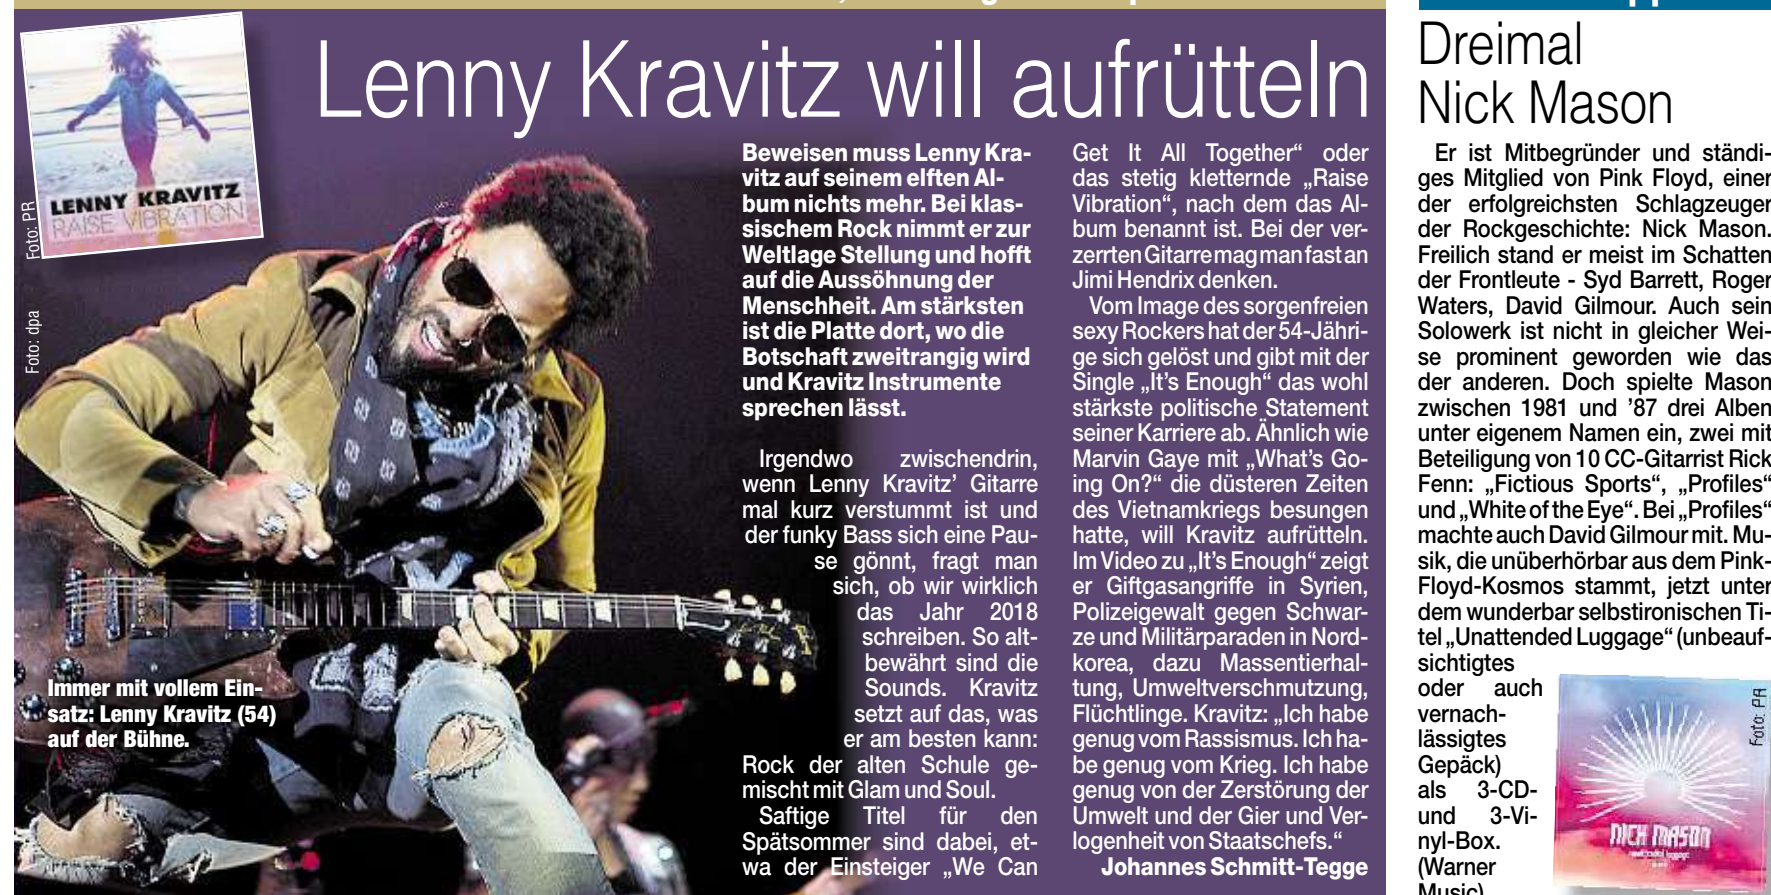 Lenny Kravitz will aufrütteln
LENNY KRAVITZ
RAISE VIBRATION
Foto: PR
Foto: dpa
Immer mit vollem Ein-
satz: Lenny Kravitz (54)
auf der Bühne.
Beweisen muss Lenny Kra-
vitz auf seinem elften Al-
bum nichts mehr. Bei klas-
sischem Rock nimmt er zur
Weltlage Stellung und hofft
auf die Aussöhnung der
Menschheit. Am stärksten
ist die Platte dort, wo die
Botschaft zweitrangig wird
und Kravitz Instrumente
sprechen lässt.
Irgendwo zwischendrin,
wenn Lenny Kravitz’ Gitarre
mal kurz verstummt ist und
der funky Bass sich eine Pau-
se gönnt, fragt man
sich, ob wir wirklich
das Jahr 2018
schreiben. So alt-
bewährt sind die
Sounds. Kravitz
setzt auf das, was
er am besten kann:
Rock der alten Schule ge-
mischt mit Glam und Soul.
Saftige Titel für den
Spätsommer sind dabei, et-
wa der Einsteiger „We Can
Get It All Together“ oder
das stetig kletternde „Raise
Vibration“, nach dem das Al-
bum benannt ist. Bei der ver-
zerrten Gitarre mag man fast an
Jimi Hendrix denken.
Vom Image des sorgenfreien
sexy Rockers hat der 54-Jähri-
ge sich gelöst und gibt mit der
Single „It’s Enough“ das wohl
stärkste politische Statement
seiner Karriere ab. Ähnlich wie
Marvin Gaye mit „What’s Go-
ing On?“ die düsteren Zeiten
des Vietnamkriegs besungen
hatte, will Kravitz aufrütteln.
Im Video zu „It’s Enough“ zeigt
er Giftgasangriffe in Syrien,
Polizeigewalt gegen Schwar-
ze und Militärparaden in Nord-
korea, dazu Massentierhal-
tung, Umweltverschmutzung,
Flüchtlinge. Kravitz: „Ich habe
genug vom Rassismus. Ich ha-
be genug vom Krieg. Ich habe
genug von der Zerstörung der
Umwelt und der Gier und Ver-
logenheit von Staatschefs.“
Johannes Schmitt-Tegge
Dreimal
Nick Mason
Er ist Mitbegründer und ständi-
ges Mitglied von Pink Floyd, einer
der erfolgreichsten Schlagzeuger
der Rockgeschichte: Nick Mason.
Freilich stand er meist im Schatten
der Frontleute - Syd Barrett, Roger
Waters, David Gilmour. Auch sein
Solowerk ist nicht in gleicher Wei-
se prominent geworden wie das
der anderen. Doch spielte Mason
zwischen 1981 und ’87 drei Alben
unter eigenem Namen ein, zwei mit
Beteiligung von 10 CC-Gitarrist Rick
Fenn: „Fictious Sports“, „Profiles“
und „White of the Eye“. Bei „Profiles“
machte auch David Gilmour mit. Mu-
sik, die unüberhörbar aus dem Pink-
Floyd-Kosmos stammt, jetzt unter
dem wunderbar selbstironischen Ti-
tel „Unattended Luggage“ (unbeauf-
sichtigtes
oder auch
vernach-
lässigtes
Gepäck)
als 3-CD-
und 3-Vi-
nyl-Box.
(Warner
Music)
Foto: PR
NICK MASON
unattended luggage